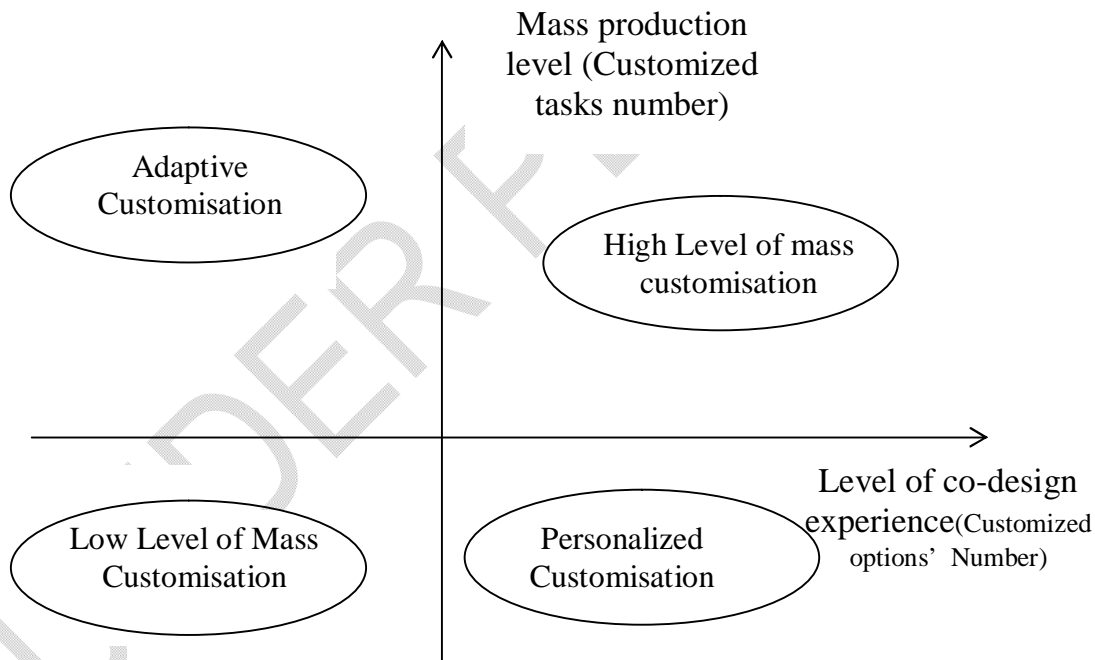 Mass production
level (Customized
tasks number)
Adaptive
Customisation
High Level of mass
customisation
Level of co-design
experience(Customized
options' Number)
Low Level of Mass
Customisation
Personalized
Customisation